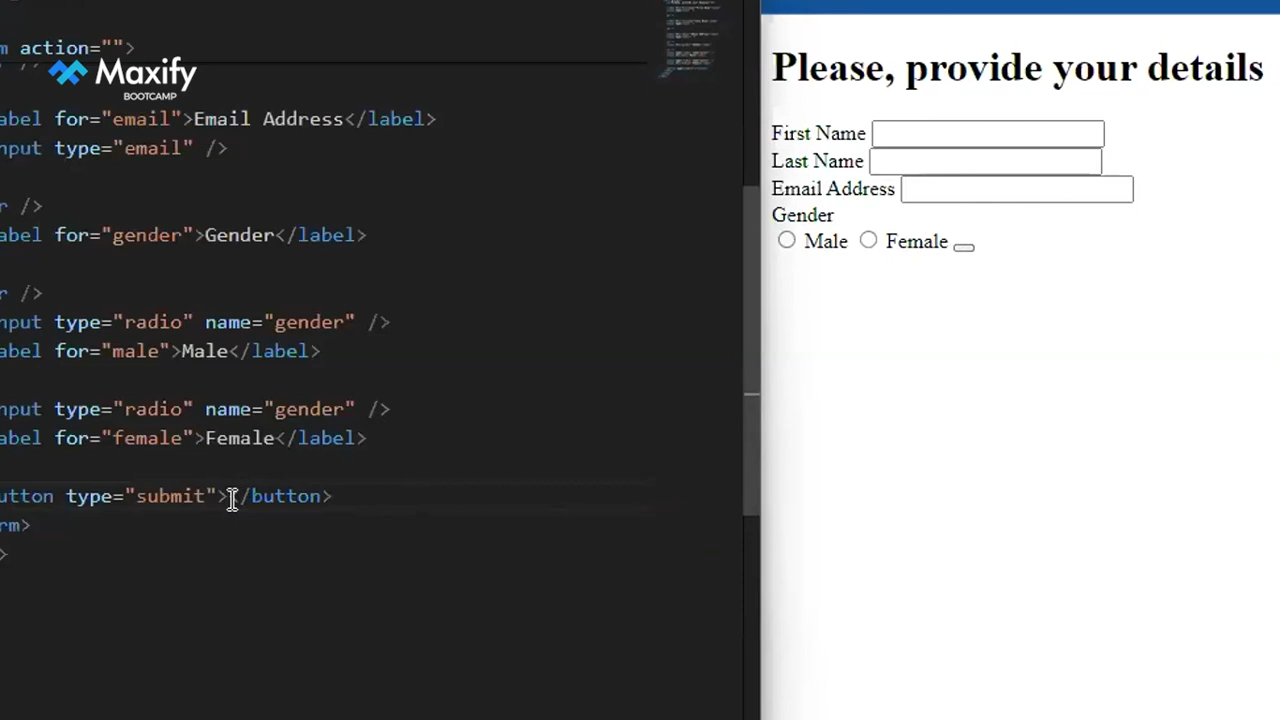 m action="">
Maxify
BOOTCAMP
abel for="email">Email Address</label>
nput type="email" />
r />
abel for="gender">Gender</label>
r />
nput type="radio" name="gender" />
abel for="male">Male</label>
nput type="radio" name="gender" />
abel for="female">Female</label>
utton type="submit"></button>
rm>
>
Please, provide your details
First Name
Last Name
Email Address
Gender
Male Female